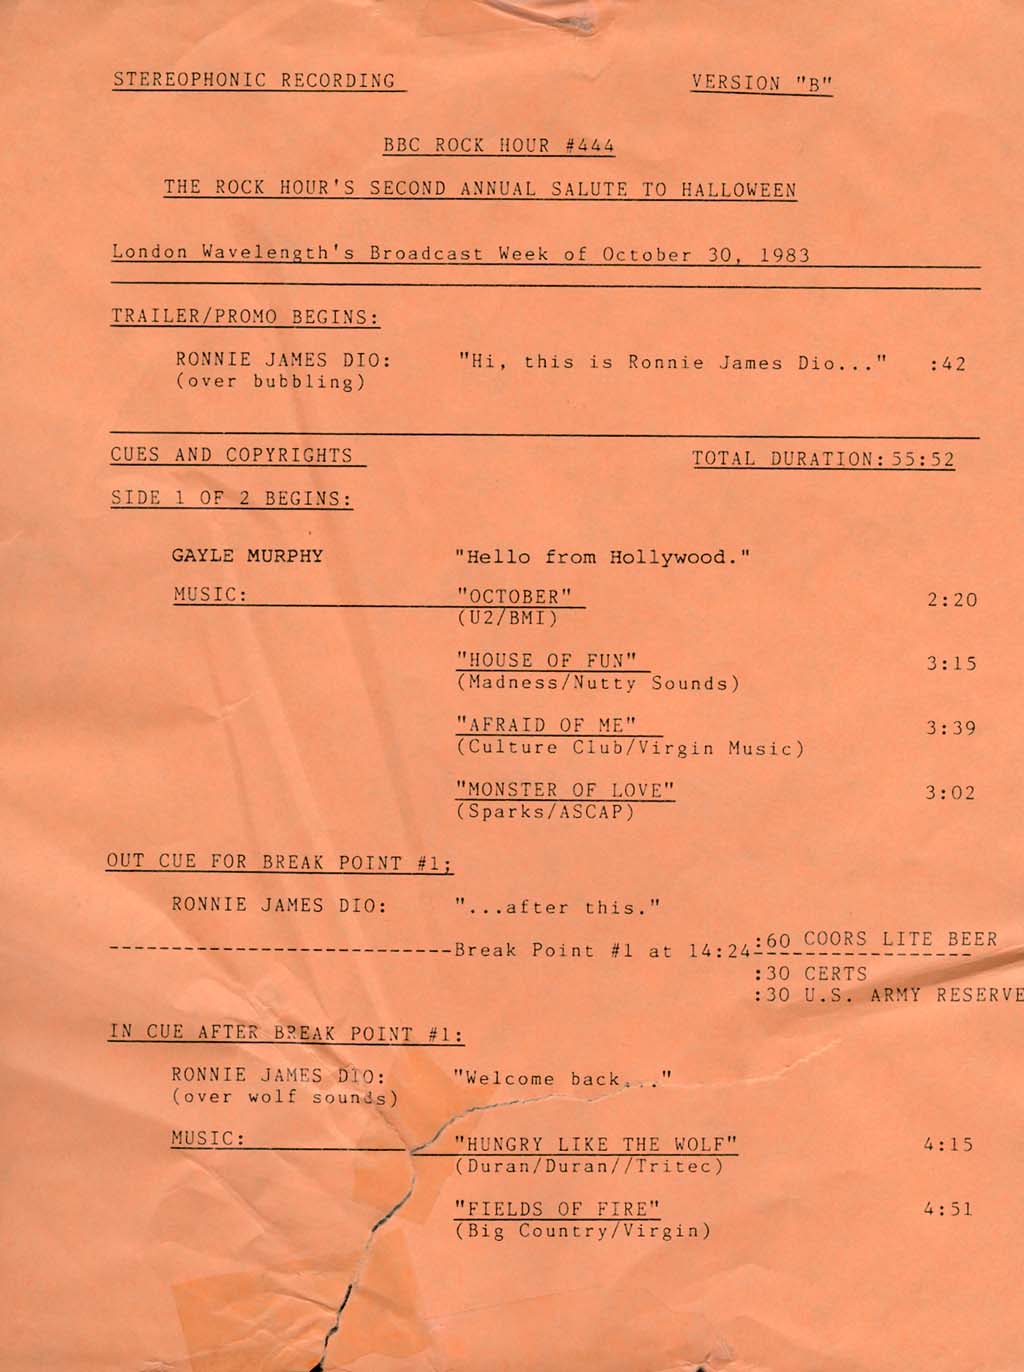 STEREOPHONIC RECORDING VERSION "B"
BBC ROCK HOUR #444
THE ROCK HOUR'S SECOND ANNUAL SALUTE TO HALLOWEEN
London Wavelength's Broadcast Week of October 30, 1983
TRAILER/PROMO BEGINS:
RONNIE JAMES DIO: "Hi, this is Ronnie James Dio..." :42
(over bubbling)
CUES AND COPYRIGHTS TOTAL DURATION: 55:52
SIDE 1 OF 2 BEGINS:
GAYLE MURPHY "Hello from Hollywood."
MUSIC: "OCTOBER" 2:20
(U2/BMI)
"HOUSE OF FUN" 3:15
(Madness/Nutty Sounds)
"AFRAID OF ME" 3:39
(Culture Club/Virgin Music)
"MONSTER OF LOVE" 3:02
(Sparks/ASCAP)
OUT CUE FOR BREAK POINT #1;
RONNIE JAMES DIO: "...after this."
----------------------------Break Point #1 at 14:24------------------ :60 COORS LITE BEER
:30 CERTS
:30 U.S. ARMY RESERVE
IN CUE AFTER BREAK POINT #1:
RONNIE JAMES DIO: "Welcome back..."
(over wolf sounds)
MUSIC: "HUNGRY LIKE THE WOLF" 4:15
(Duran/Duran//Tritec)
"FIELDS OF FIRE" 4:51
(Big Country/Virgin)